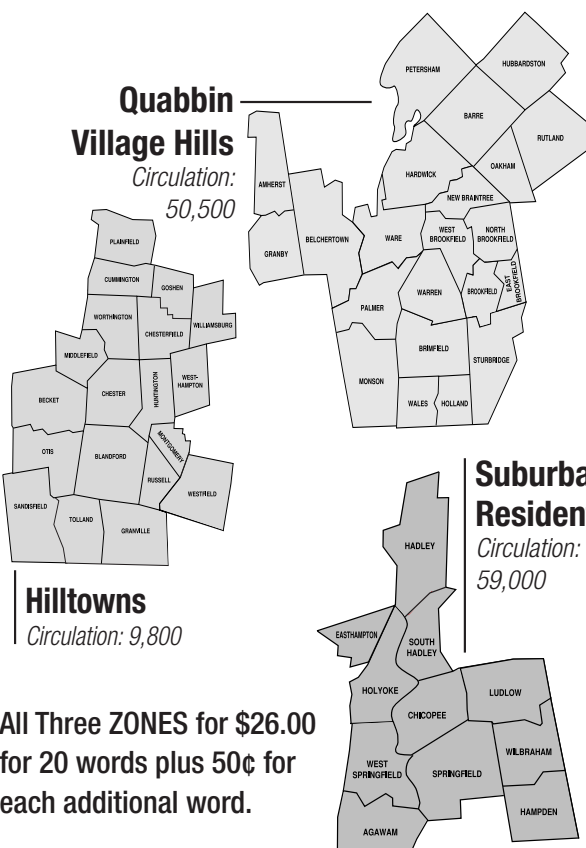 Quabbin
Village Hills
Circulation:
50,500
PETERSHAM
HUBBARDSTON
BARRE
RUTLAND
OAKHAM
HARDWICK
NEW BRAINTREE
AMHERST
GRANBY
BELCHERTOWN
WARE
WEST
BROOKFIELD
NORTH
BROOKFIELD
EAST
BROOKFIELD
BROOKFIELD
WARREN
PALMER
BRIMFIELD
STURBRIDGE
MONSON
WALES
HOLLAND
PLAINFIELD
CUMMINGTON
GOSHEN
WORTHINGTON
CHESTERFIELD
WILLIAMSBURG
MIDDLEFIELD
WEST-
HAMPTON
HUNTINGTON
CHESTER
BECKET
MONTGOMERY
OTIS
BLANDFORD
RUSSELL
WESTFIELD
SANDISFIELD
TOLLAND
GRANVILLE
Hilltowns
Circulation: 9,800
Suburba
Residen
Circulation:
59,000
HADLEY
EASTHAMPTON
SOUTH
HADLEY
HOLYOKE
LUDLOW
CHICOPEE
WEST
SPRINGFIELD
SPRINGFIELD
WILBRAHAM
HAMPDEN
AGAWAM
All Three ZONES for $26.00
for 20 words plus 50¢ for
each additional word.